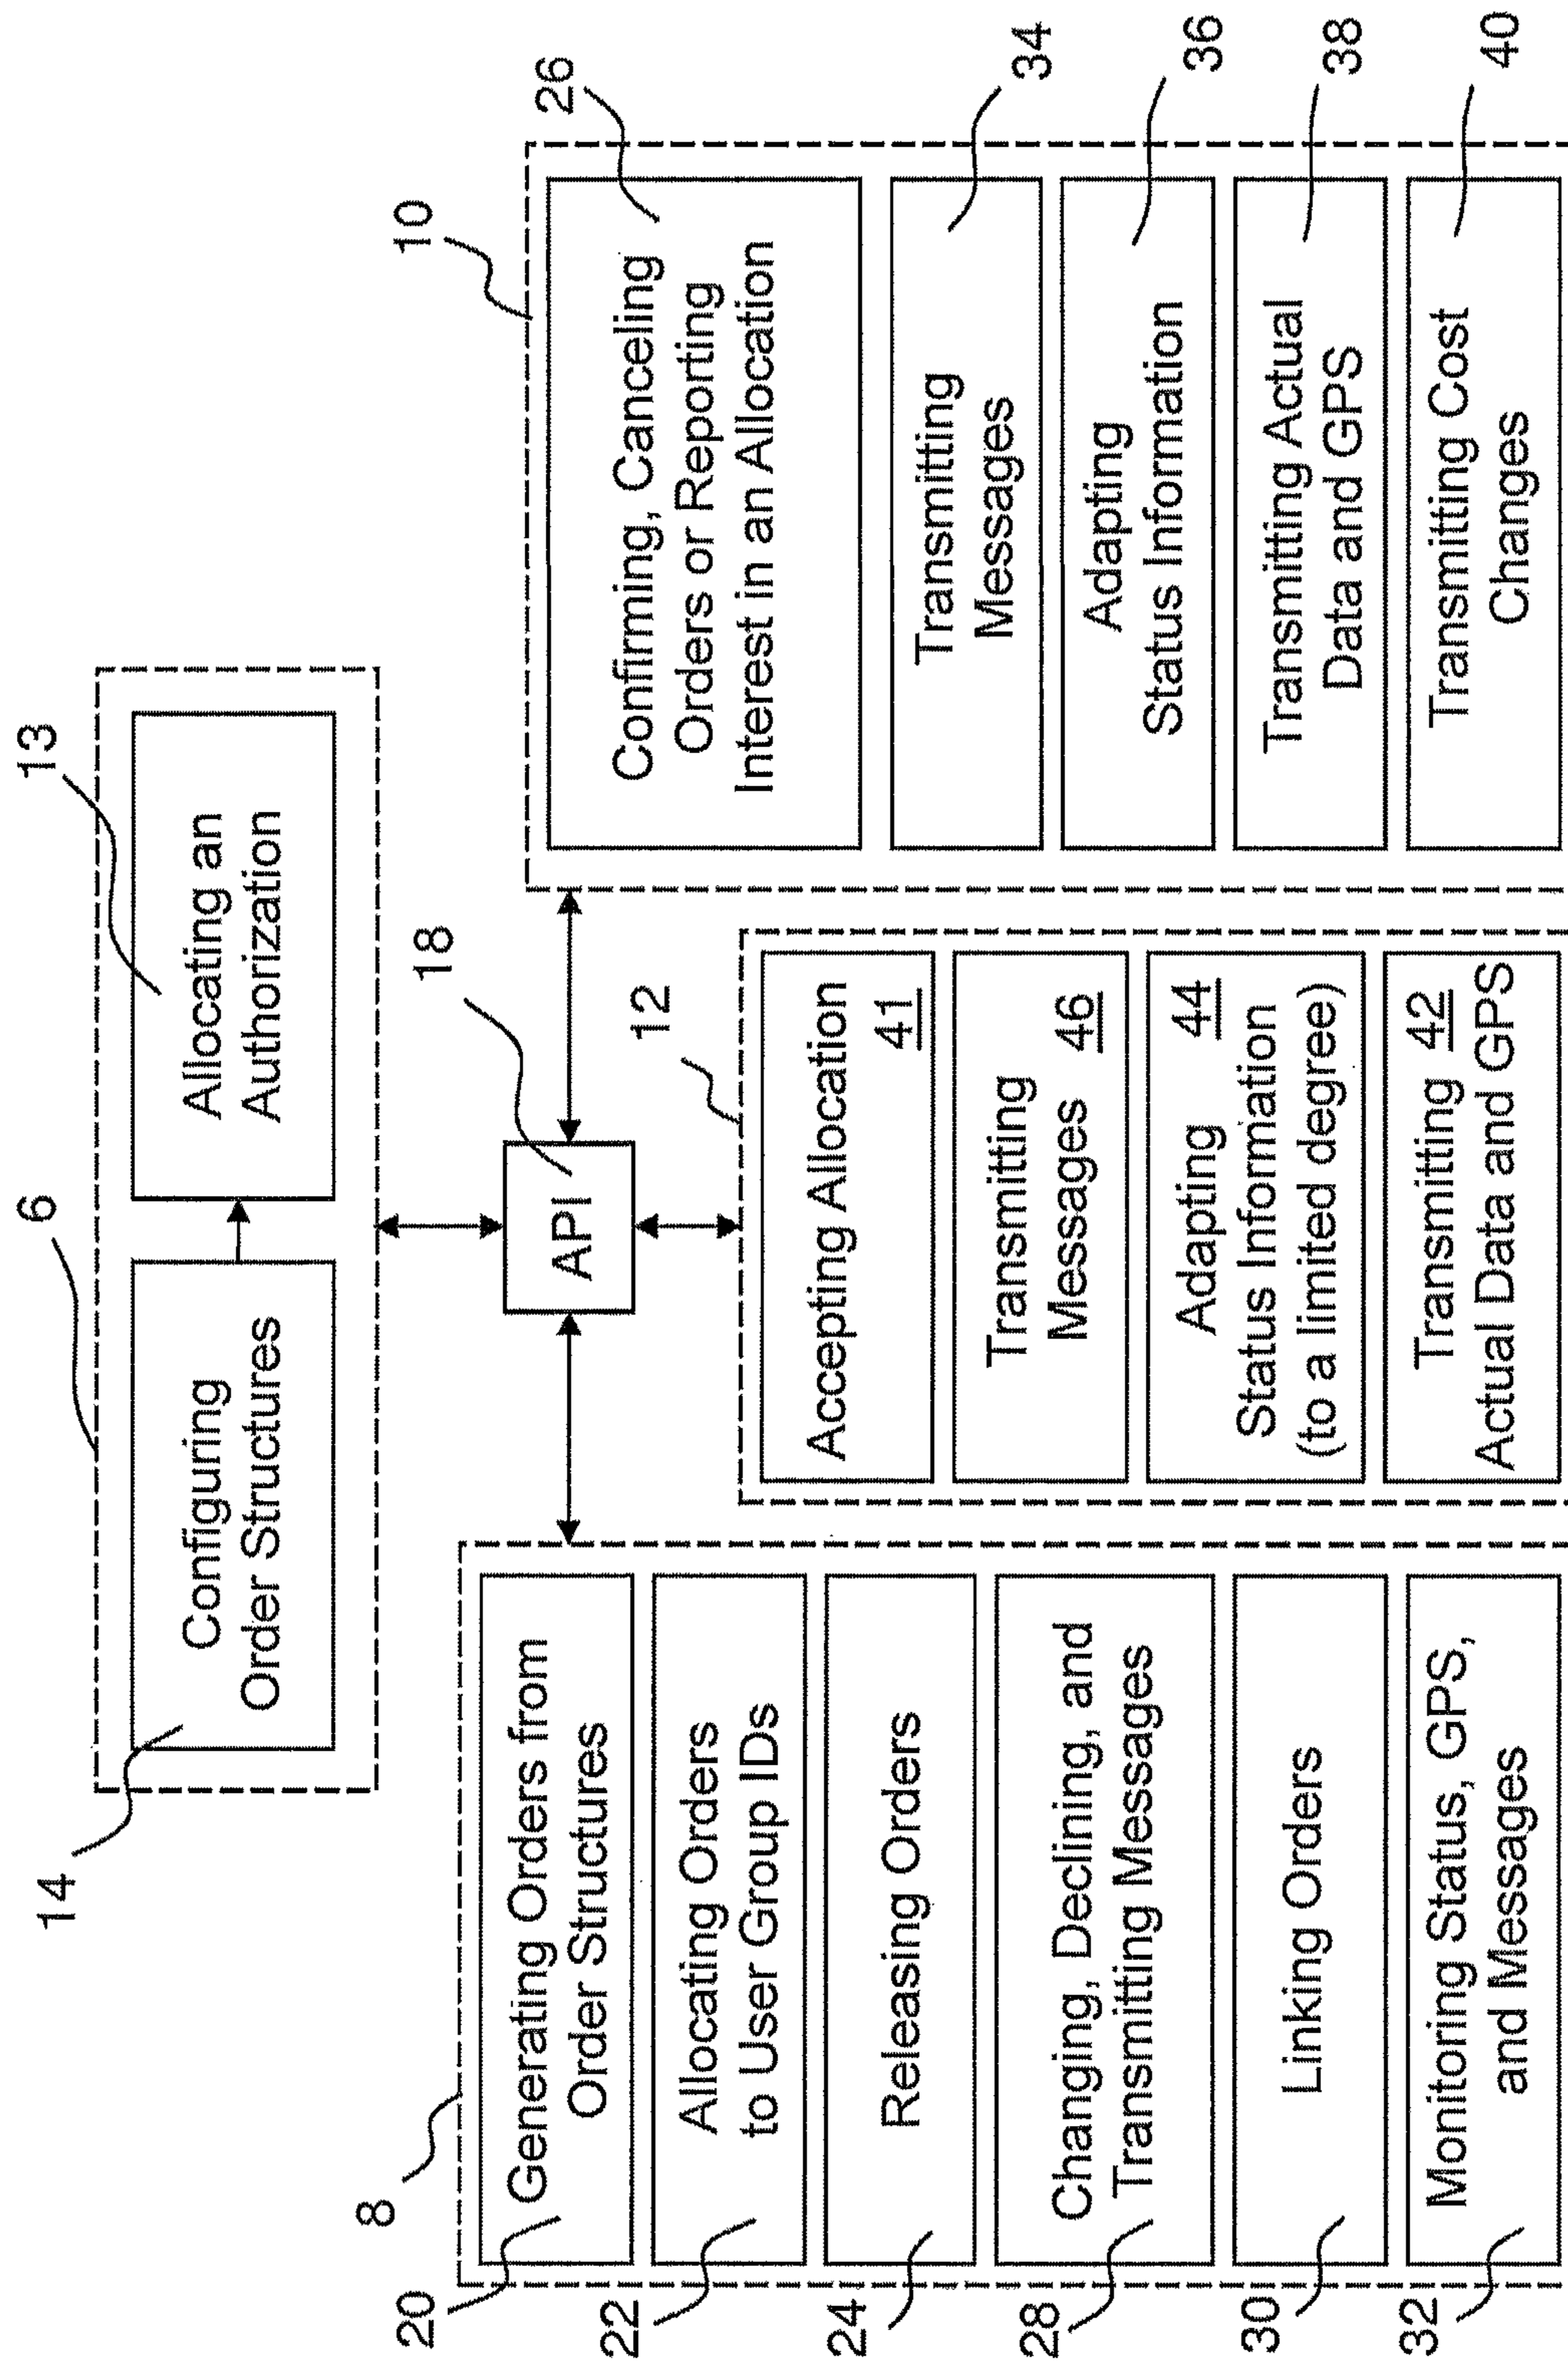 6
13
14
Configuring
Order Structures
Allocating an
Authorization
18
API
8
20
Generating Orders from
Order Structures
22
Allocating Orders
to User Group IDs
24
Releasing Orders
28
Changing, Declining, and
Transmitting Messages
30
Linking Orders
32
Monitoring Status, GPS,
and Messages
12
Accepting Allocation
41
Transmitting
Messages 46
Adapting 44
Status Information
(to a limited degree)
Transmitting 42
Actual Data and GPS
10
26
Confirming, Canceling
Orders or Reporting
Interest in an Allocation
34
Transmitting
Messages
36
Adapting
Status Information
38
Transmitting Actual
Data and GPS
40
Transmitting Cost
Changes